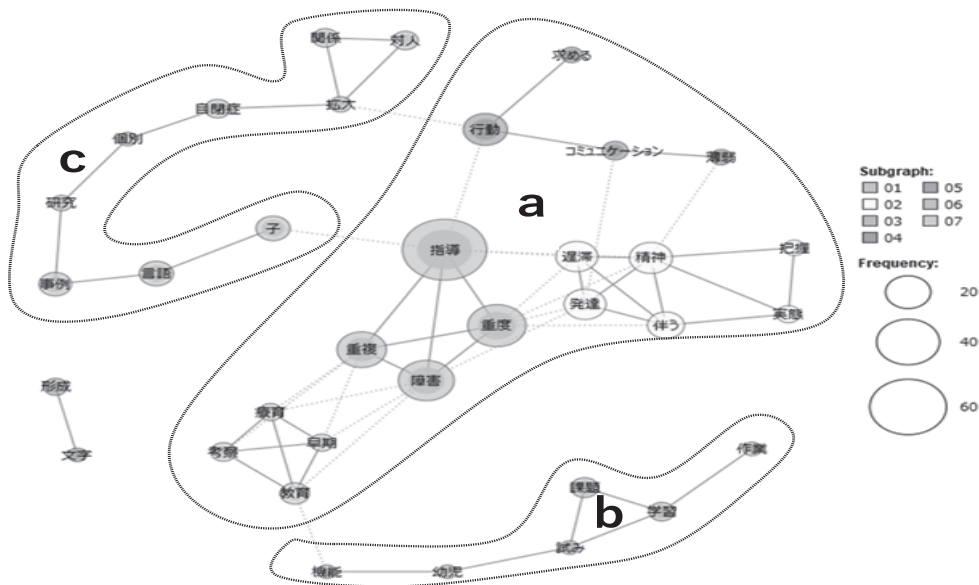 関係
対人
求める
拡大
自閉症
行動
個別
コミュニケーション
薄弱
c
Subgraph:
01
02
03
04
05
06
07
研究
a
子
指導
遅滞
精神
把握
Frequency:
20
40
60
事例
言語
発達
重度
伴う
実態
重複
障害
形成
療育
早期
文字
考察
教育
作業
課題
b
学習
試み
機能
幼児